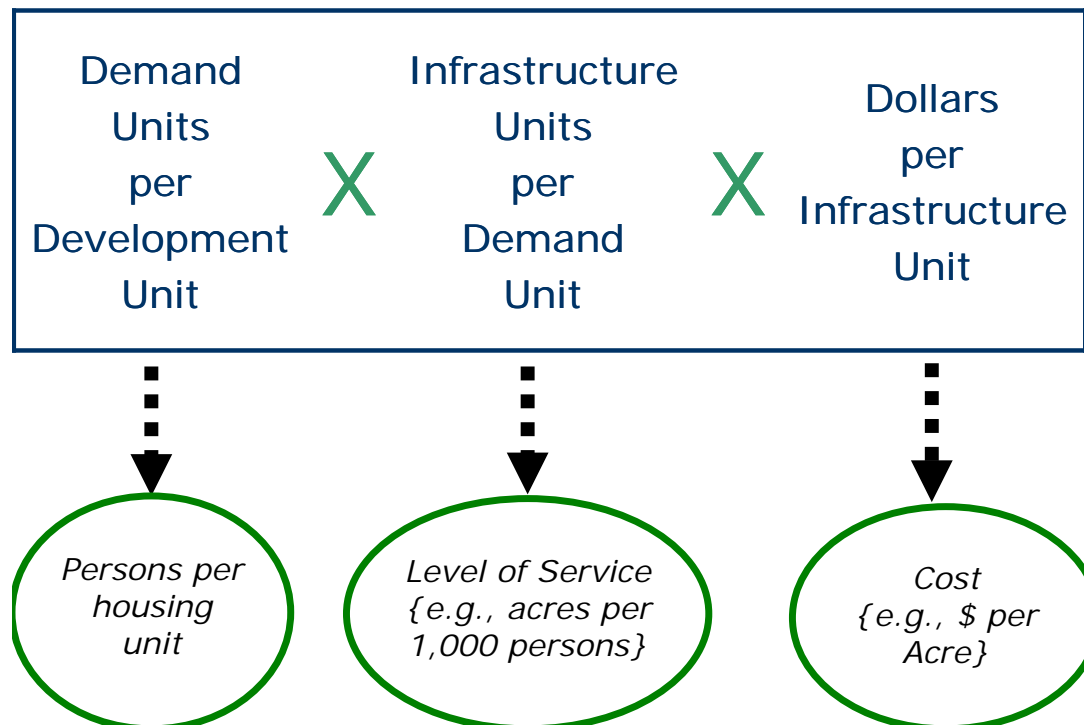 Demand
Units
per
Development
Unit
X
Infrastructure
Units
per
Demand
Unit
X
Dollars
per
Infrastructure
Unit
Persons per
housing
unit
Level of Service
{e.g., acres per
1,000 persons}
Cost
{e.g., $ per
Acre}